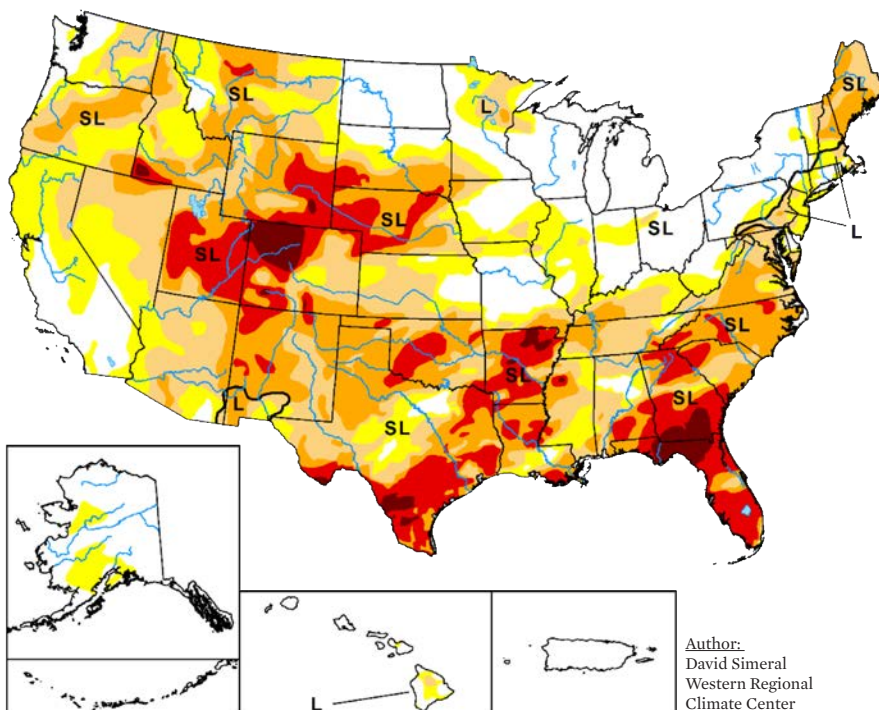 SL
L
SL
SL
SL
SL
SL
L
SL
SL
SL
L
SL
SL
L
Author:
David Simeral
Western Regional
Climate Center